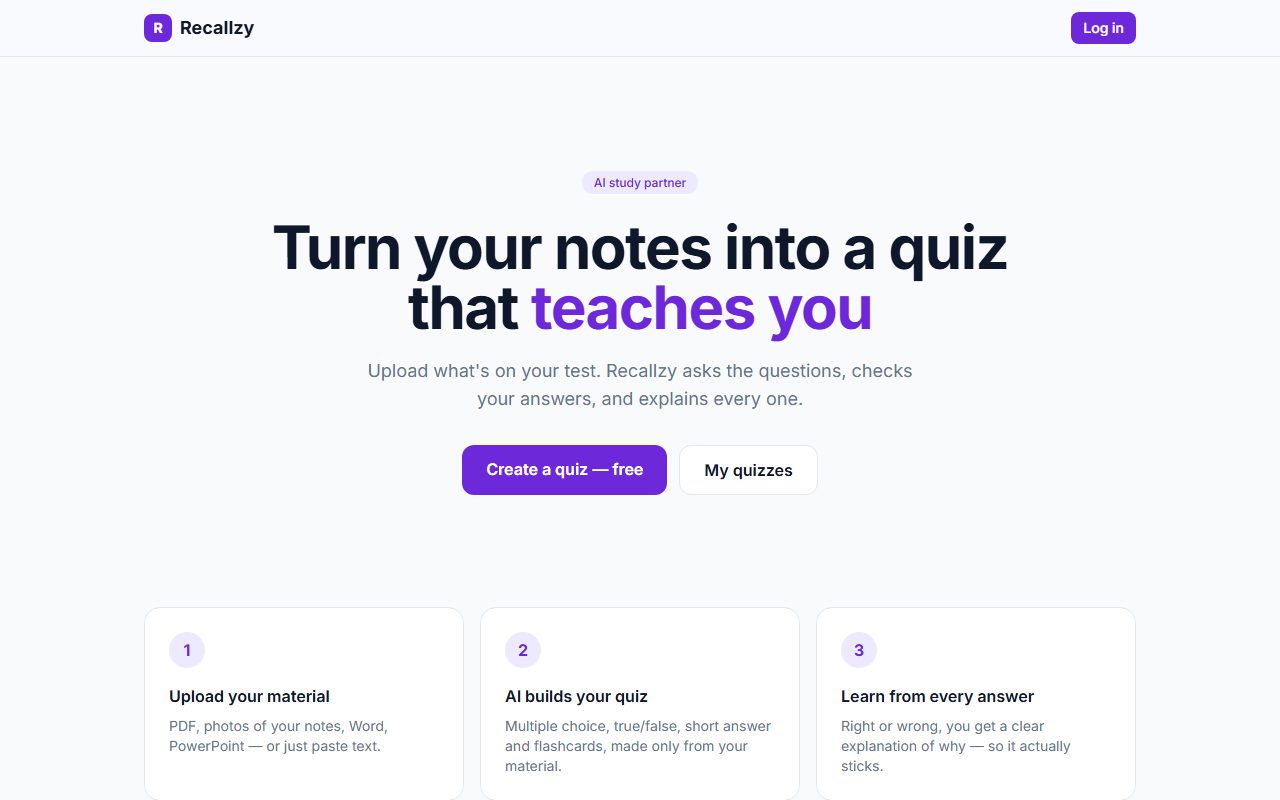 R Recallzy
Log in
AI study partner
Turn your notes into a quiz
that teaches you
Upload what's on your test. Recallzy asks the questions, checks
your answers, and explains every one.
Create a quiz — free
My quizzes
1
Upload your material
PDF, photos of your notes, Word,
PowerPoint — or just paste text.
2
AI builds your quiz
Multiple choice, true/false, short answer
and flashcards, made only from your
material.
3
Learn from every answer
Right or wrong, you get a clear
explanation of why — so it actually
sticks.